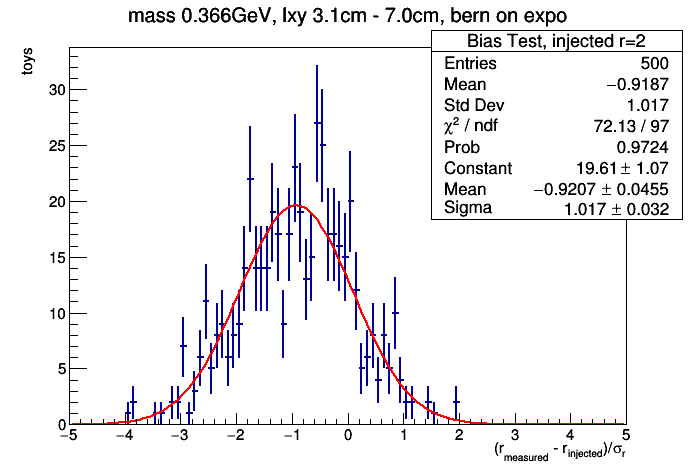 mass 0.366GeV, lxy 3.1cm - 7.0cm, bern on expo
toys
Bias Test, injected r=2
Entries 500
Mean −0.9187
Std Dev 1.017
χ² / ndf 72.13 / 97
Prob 0.9724
Constant 19.61 ± 1.07
Mean −0.9207 ± 0.0455
Sigma 1.017 ± 0.032
30
25
20
15
10
5
0
−5 −4 −3 −2 −1 0 1 2 3 4 5
(r_measured - r_injected)/σ_r